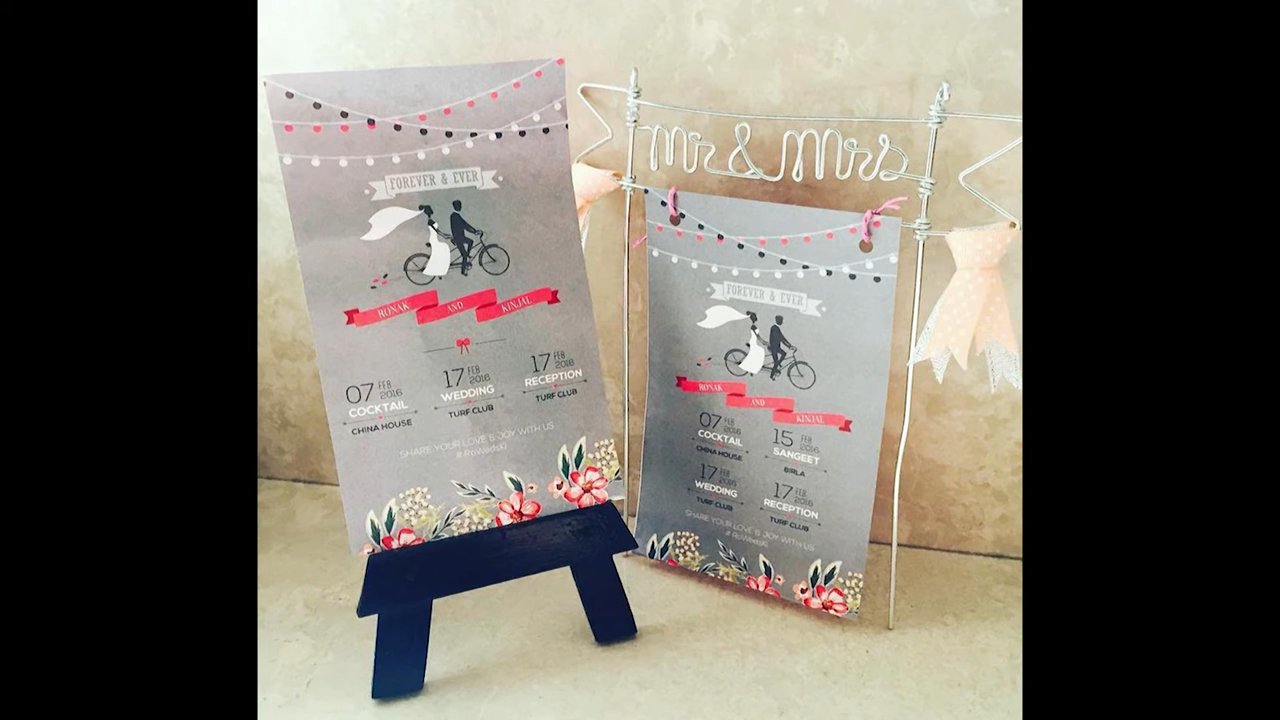 FOREVER & EVER
RONAK AND KINJAL
07 FEB 2016
COCKTAIL
CHINA HOUSE
17 FEB 2016
WEDDING
TURF CLUB
17 FEB 2016
RECEPTION
TURF CLUB
SHARE YOUR LOVE & JOY WITH US
# RoWedsKi
Mr & Mrs
FOREVER & EVER
RONAK AND KINJAL
07 FEB 2016
COCKTAIL
CHINA HOUSE
15 FEB 2016
SANGEET
BIRLA
17 FEB 2016
WEDDING
TURF CLUB
17 FEB 2016
RECEPTION
TURF CLUB
SHARE YOUR LOVE & JOY WITH US
# RoWedsKi